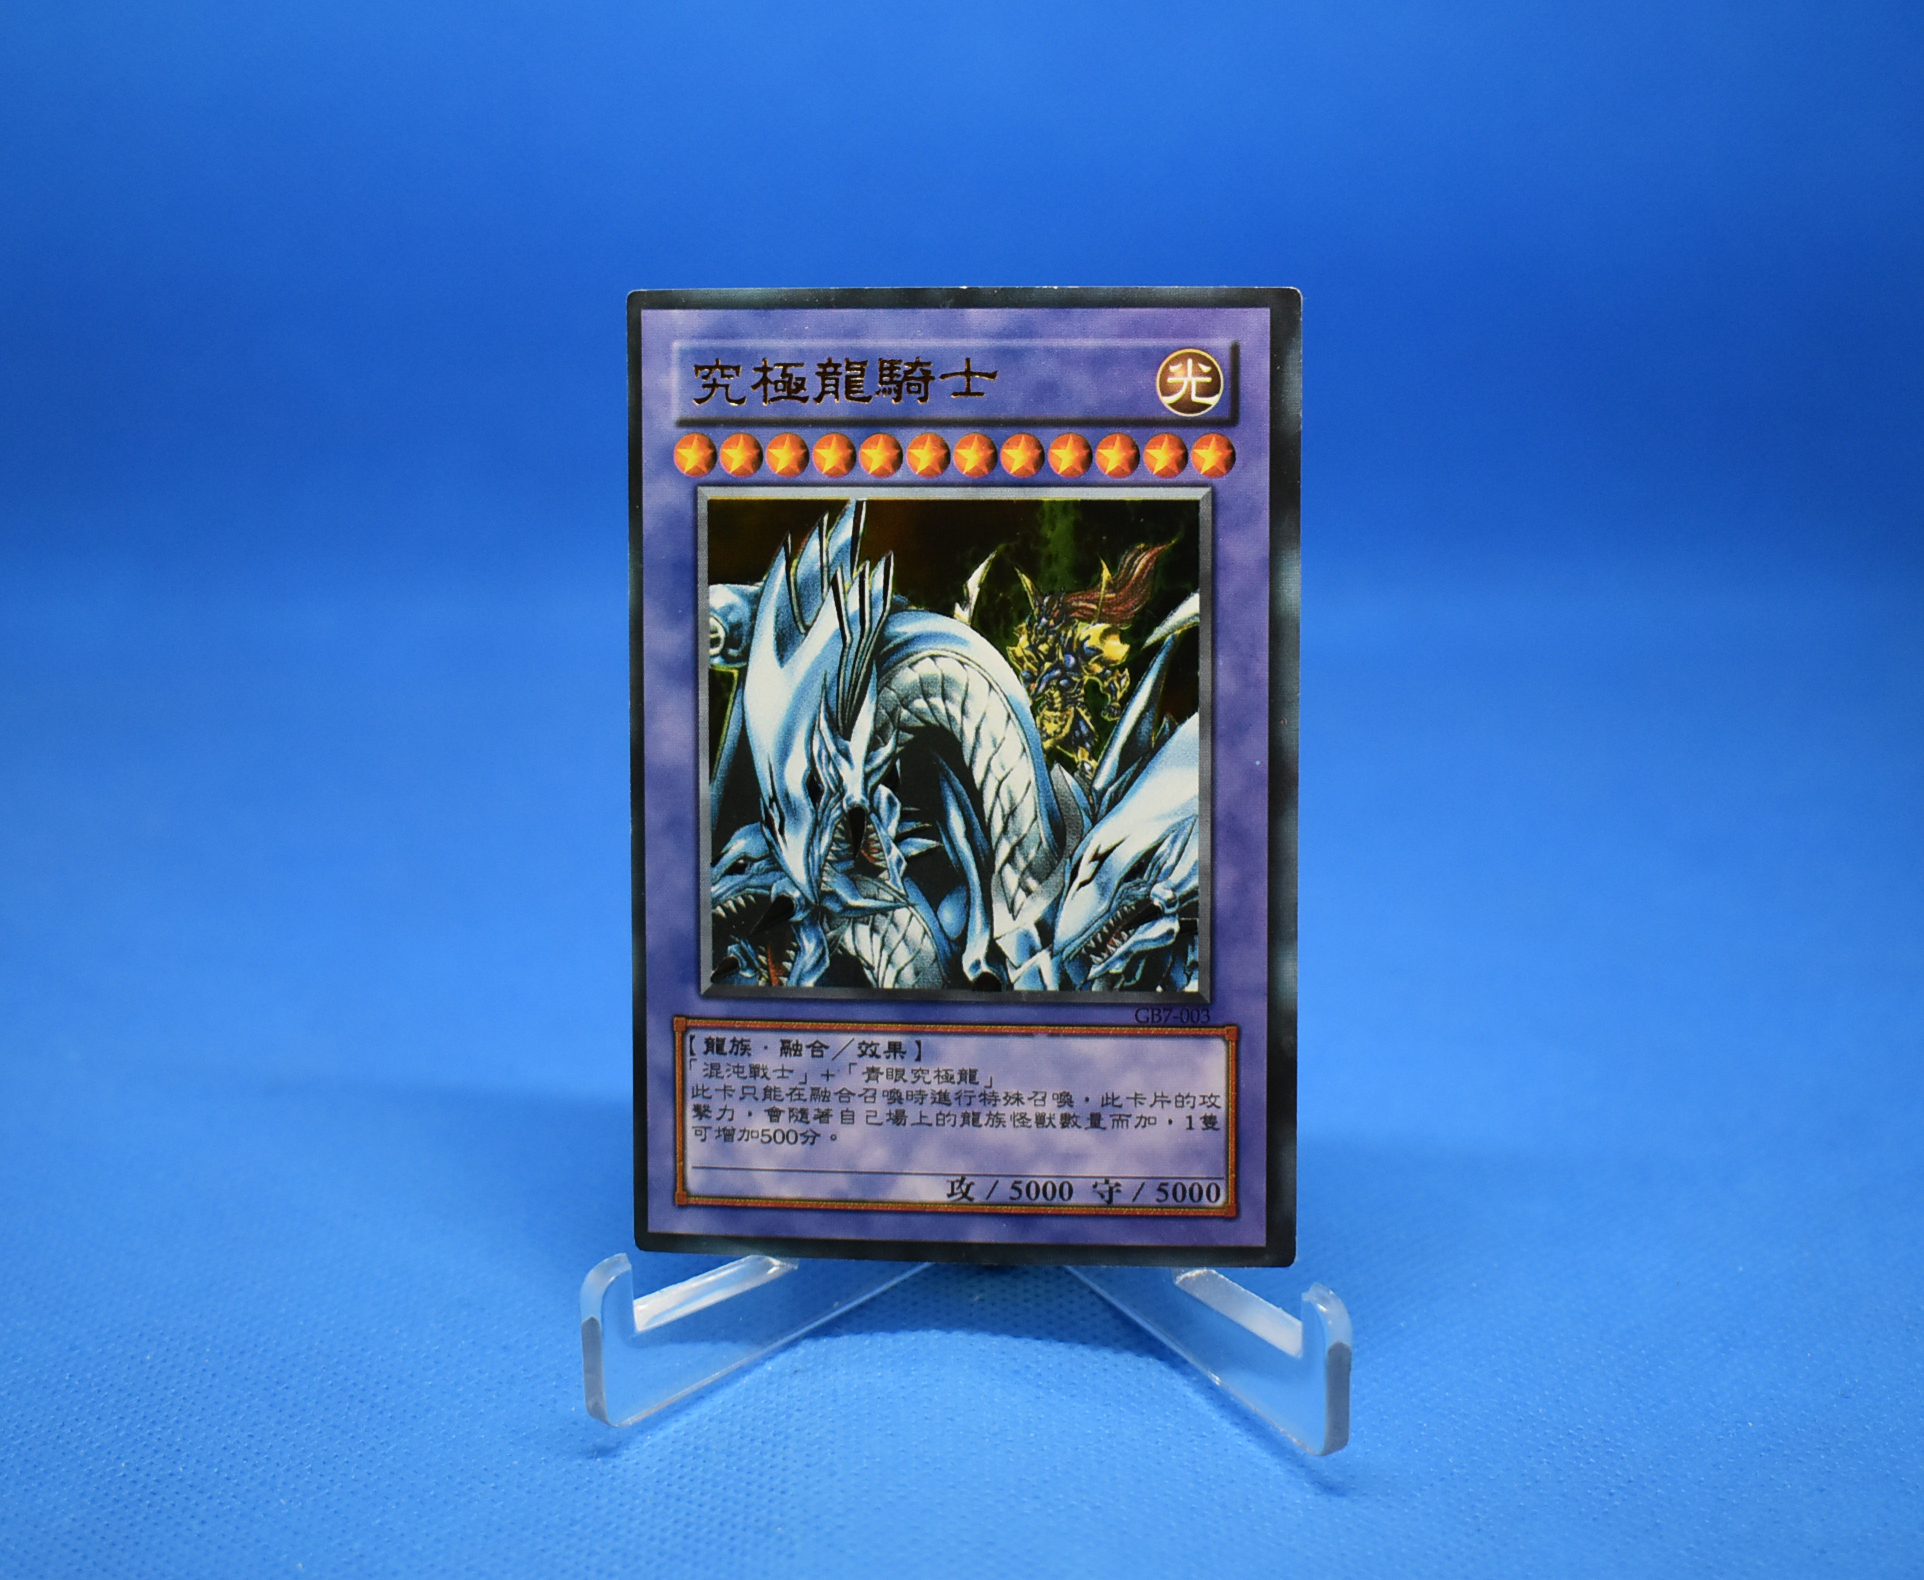 究極龍騎士
光
GB7-003
【龍族・融合／效果】
「混沌戰士」+「青眼究極龍」
此卡只能在融合召喚時進行特殊召喚，此卡片的攻
擊力，會隨著自己場上的龍族怪獸數量而加，1隻
可增加500分。
攻 / 5000 守 / 5000